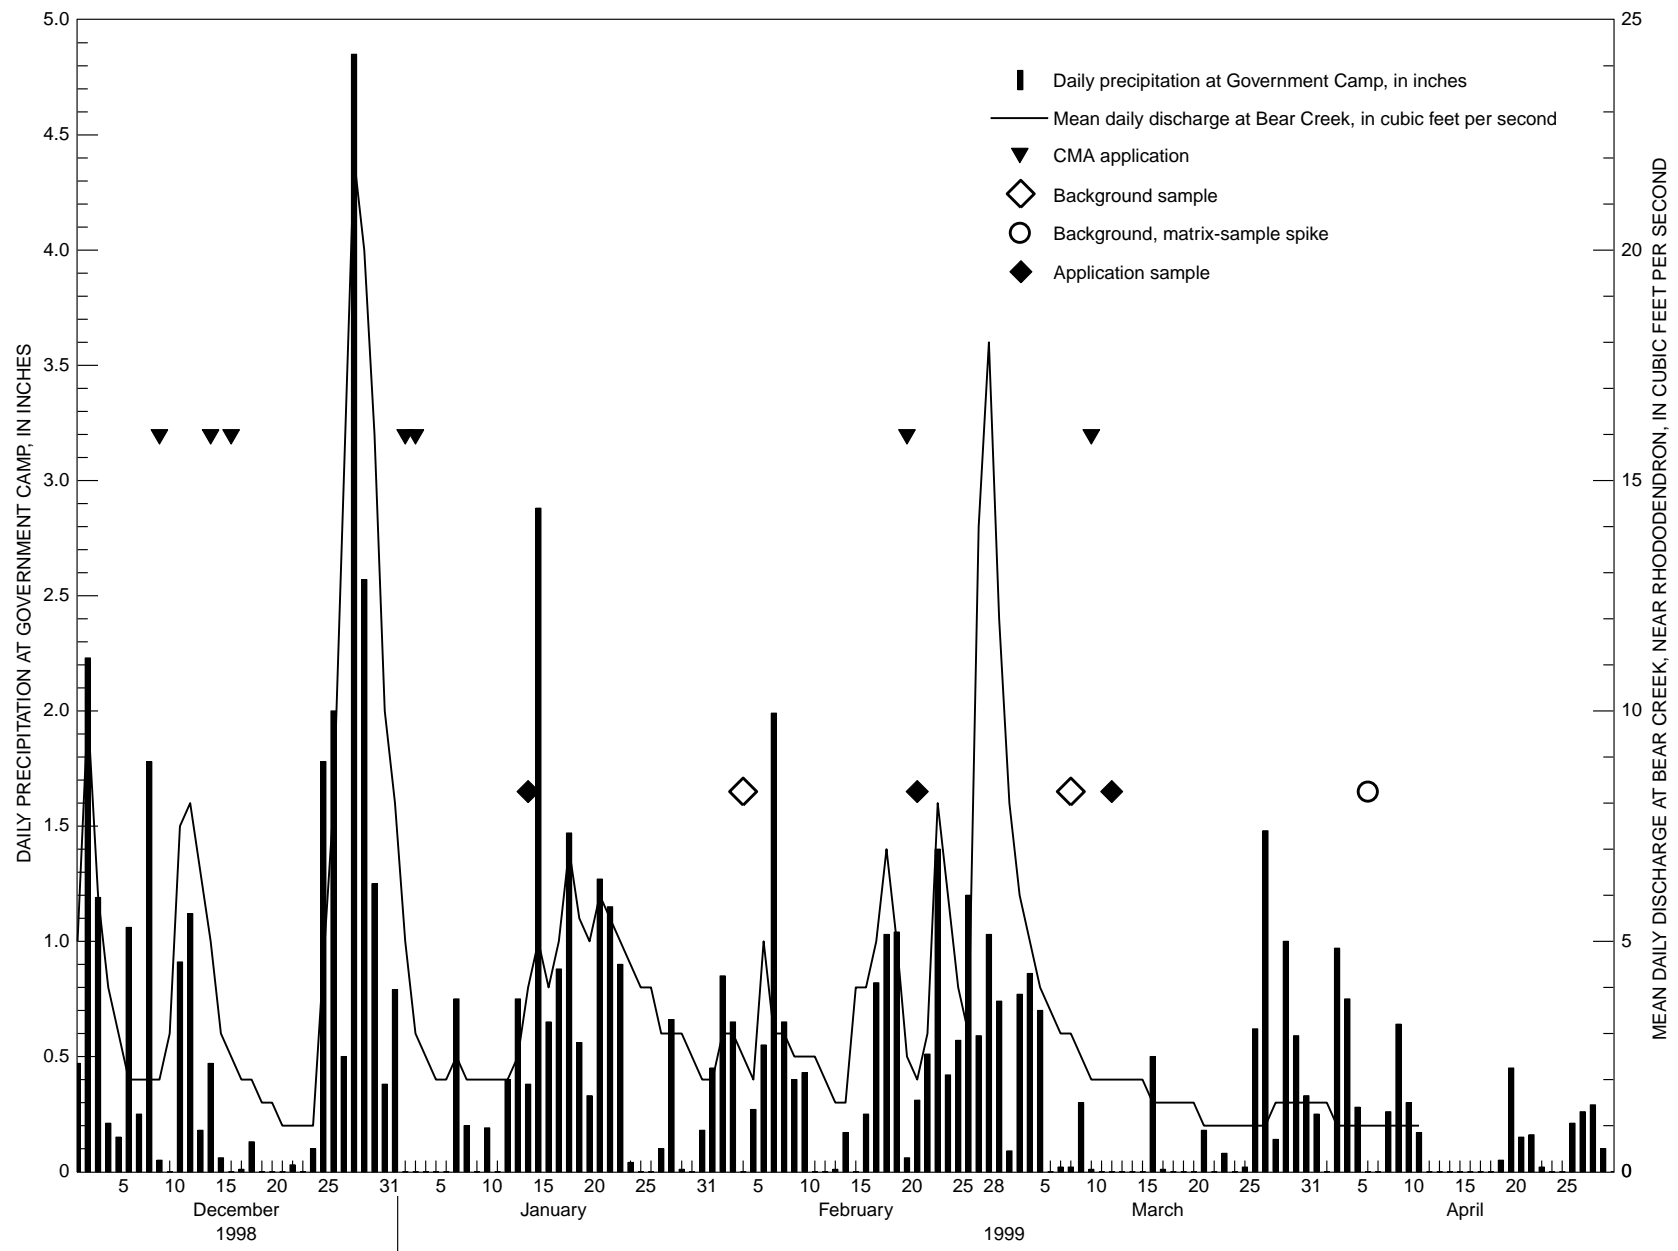 DAILY PRECIPITATION AT GOVERNMENT CAMP, IN INCHES
5.0
4.5
4.0
3.5
3.0
2.5
2.0
1.5
1.0
0.5
0
Daily precipitation at Government Camp, in inches
Mean daily discharge at Bear Creek, in cubic feet per second
CMA application
Background sample
Background, matrix-sample spike
Application sample
25
20
15
10
5
0
MEAN DAILY DISCHARGE AT BEAR CREEK, NEAR RHODODENDRON, IN CUBIC FEET PER SECOND
5 10 15 20 25 31 5 10 15 20 25 31 5 10 15 20 25 28 5 10 15 20 25 31 5 10 15 20 25
December January February March April
1998 1999